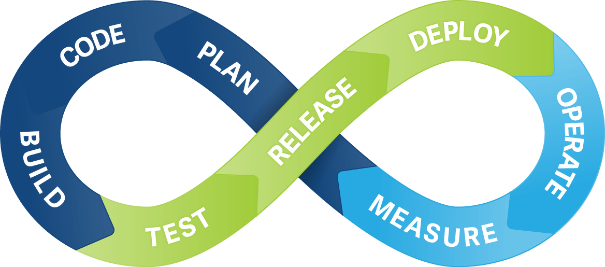 PLAN
CODE
BUILD
TEST
RELEASE
DEPLOY
OPERATE
MEASURE